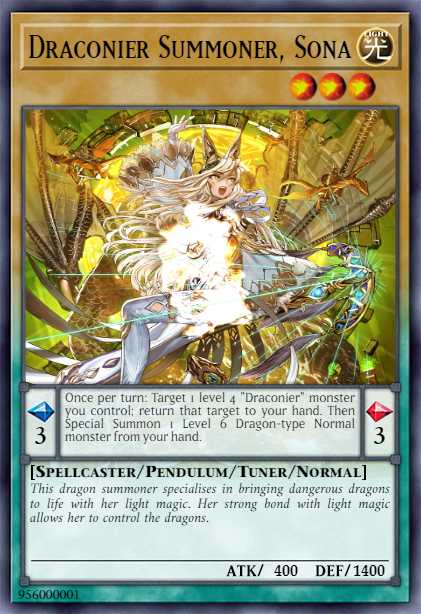 DRACONIER SUMMONER, SONA
LIGHT
光
Once per turn: Target 1 level 4 "Draconier" monster
you control; return that target to your hand. Then
Special Summon 1 Level 6 Dragon-type Normal
monster from your hand.
3
3
[SPELLCASTER/PENDULUM/TUNER/NORMAL]
This dragon summoner specialises in bringing dangerous dragons
to life with her light magic. Her strong bond with light magic
allows her to control the dragons.
ATK/ 400 DEF/1400
956000001